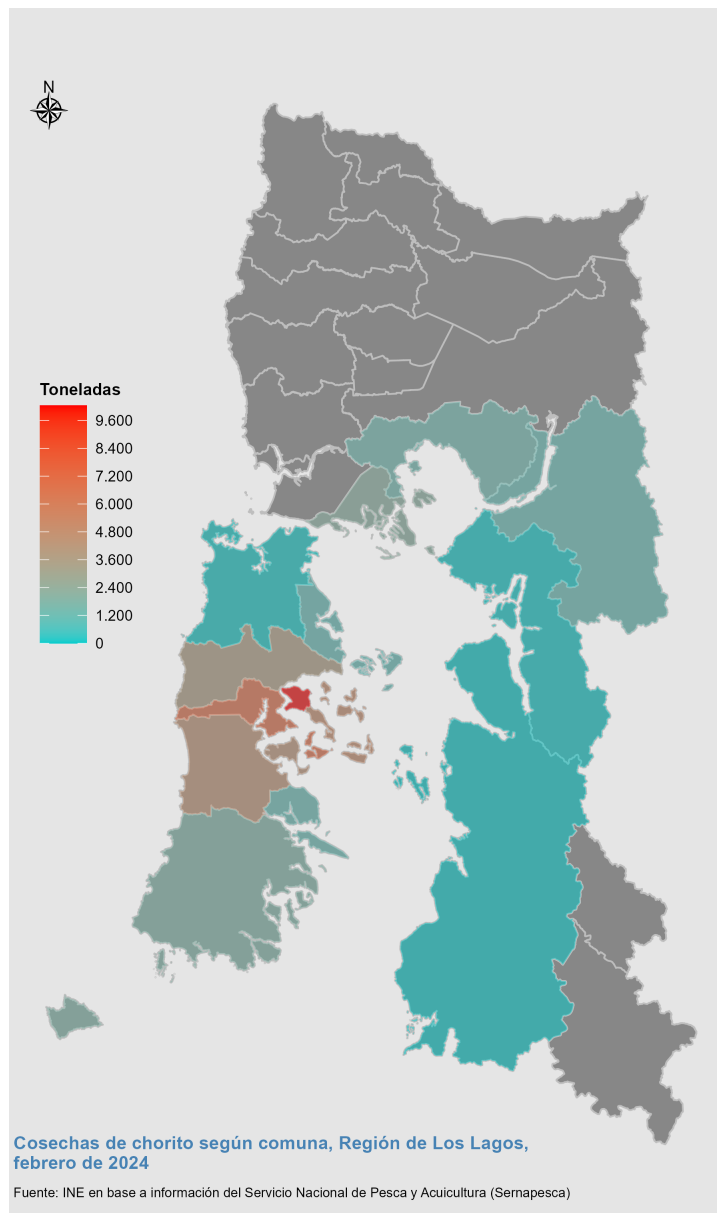 N
Toneladas
9.600
8.400
7.200
6.000
4.800
3.600
2.400
1.200
0
Cosechas de chorito según comuna, Región de Los Lagos,
febrero de 2024
Fuente: INE en base a información del Servicio Nacional de Pesca y Acuicultura (Sernapesca)